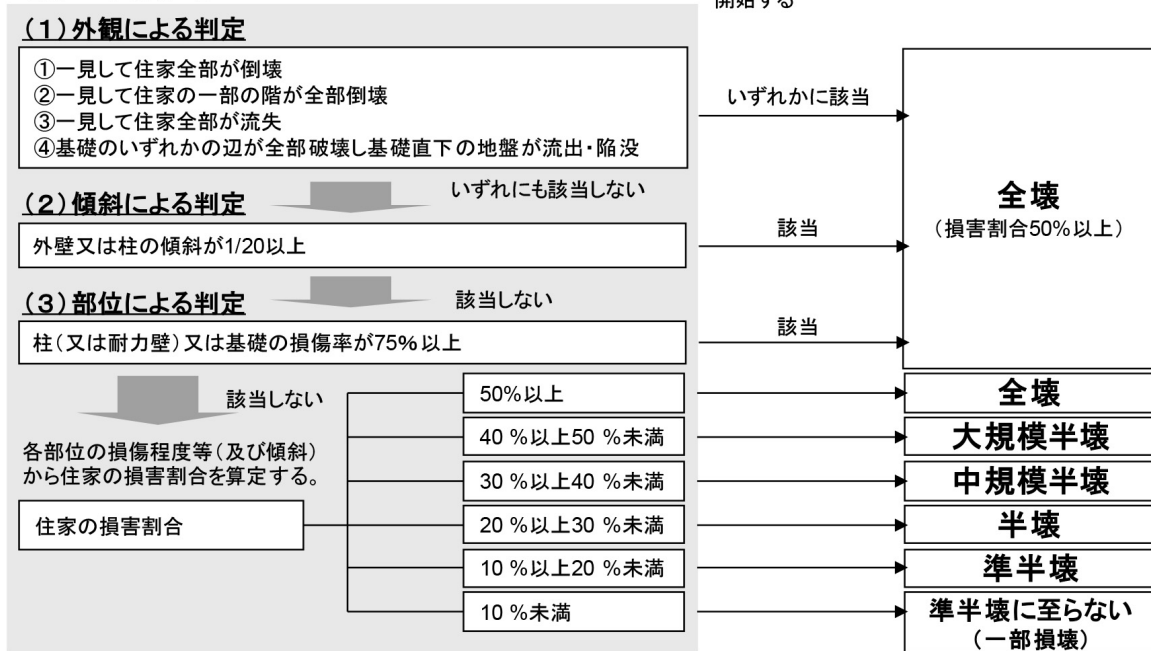 開始する
（１）外観による判定
①一見して住家全部が倒壊
②一見して住家の一部の階が全部倒壊
③一見して住家全部が流失
④基礎のいずれかの辺が全部破壊し基礎直下の地盤が流出・陥没
いずれかに該当
いずれにも該当しない
（２）傾斜による判定
外壁又は柱の傾斜が1/20以上
該当
全壊
（損害割合50％以上）
（３）部位による判定
該当しない
柱（又は耐力壁）又は基礎の損傷率が75％以上
該当
該当しない
各部位の損傷程度等（及び傾斜）
から住家の損害割合を算定する。
住家の損害割合
50％以上
全壊
40 ％以上50 ％未満
大規模半壊
30 ％以上40 ％未満
中規模半壊
20 ％以上30 ％未満
半壊
10 ％以上20 ％未満
準半壊
10 ％未満
準半壊に至らない
（一部損壊）